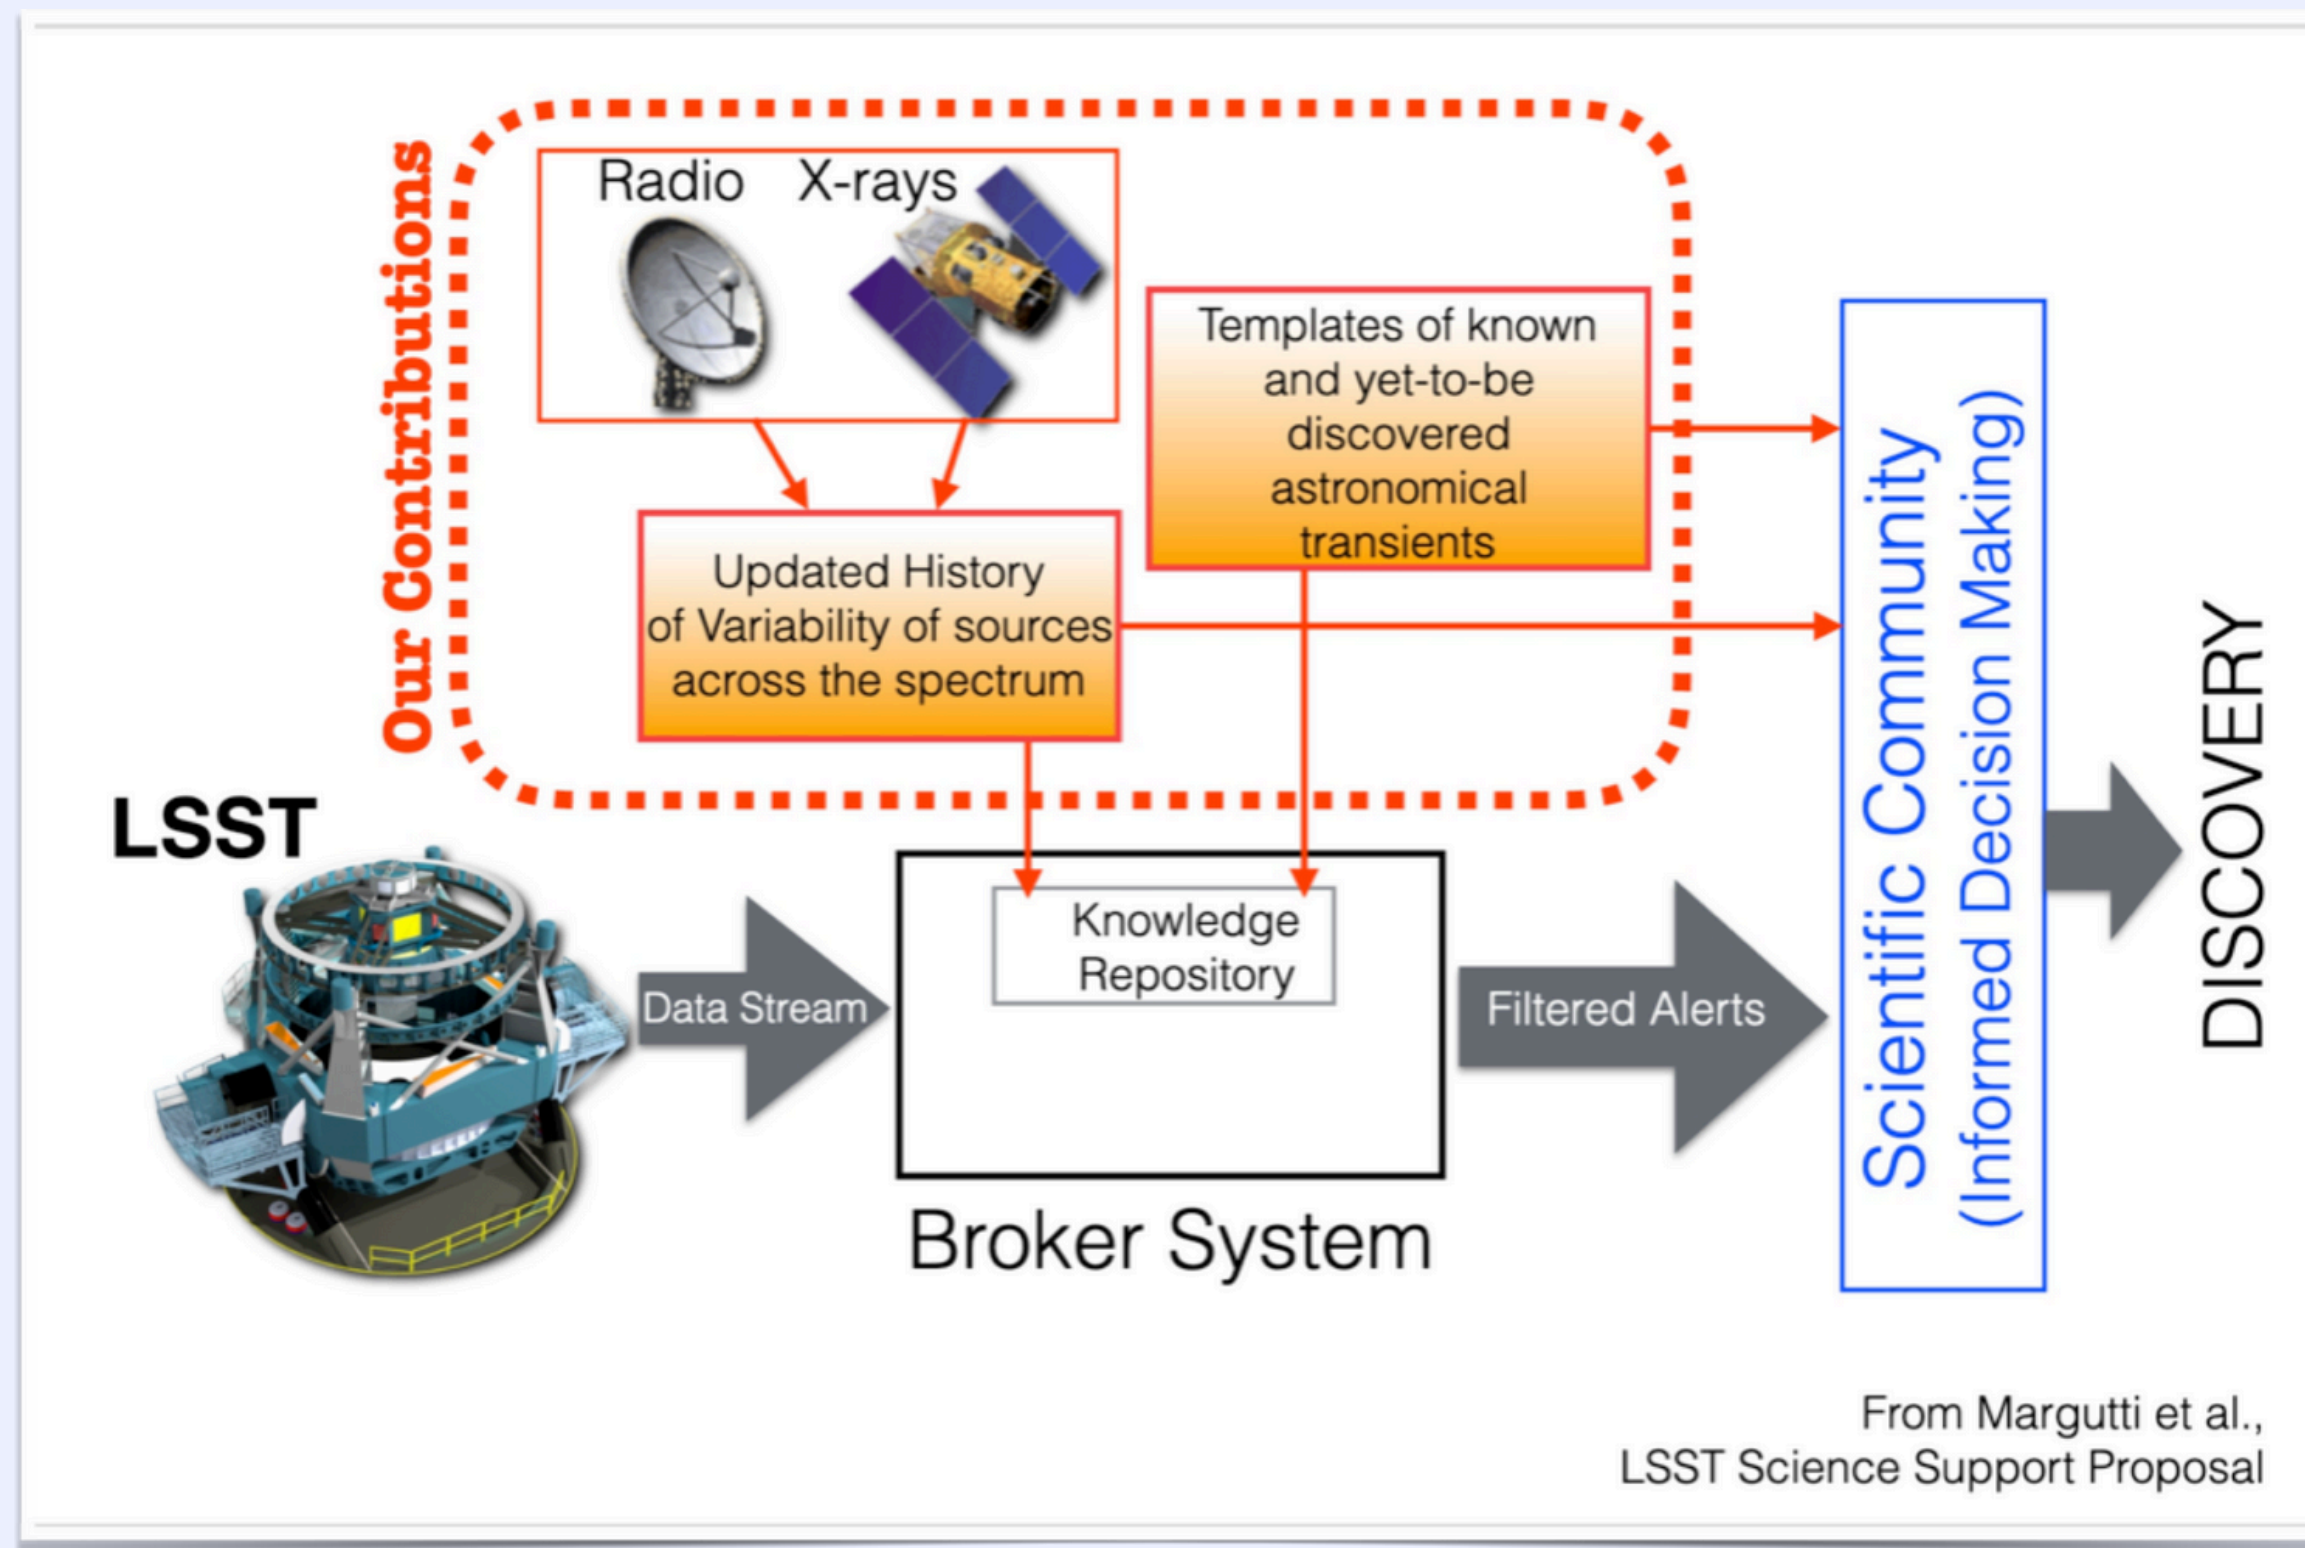 Our Contributions
Radio
X-rays
Templates of known
and yet-to-be
discovered
astronomical
transients
Updated History
of Variability of sources
across the spectrum
LSST
Data Stream
Knowledge
Repository
Broker System
Filtered Alerts
Scientific Community
(Informed Decision Making)
DISCOVERY
From Margutti et al.,
LSST Science Support Proposal